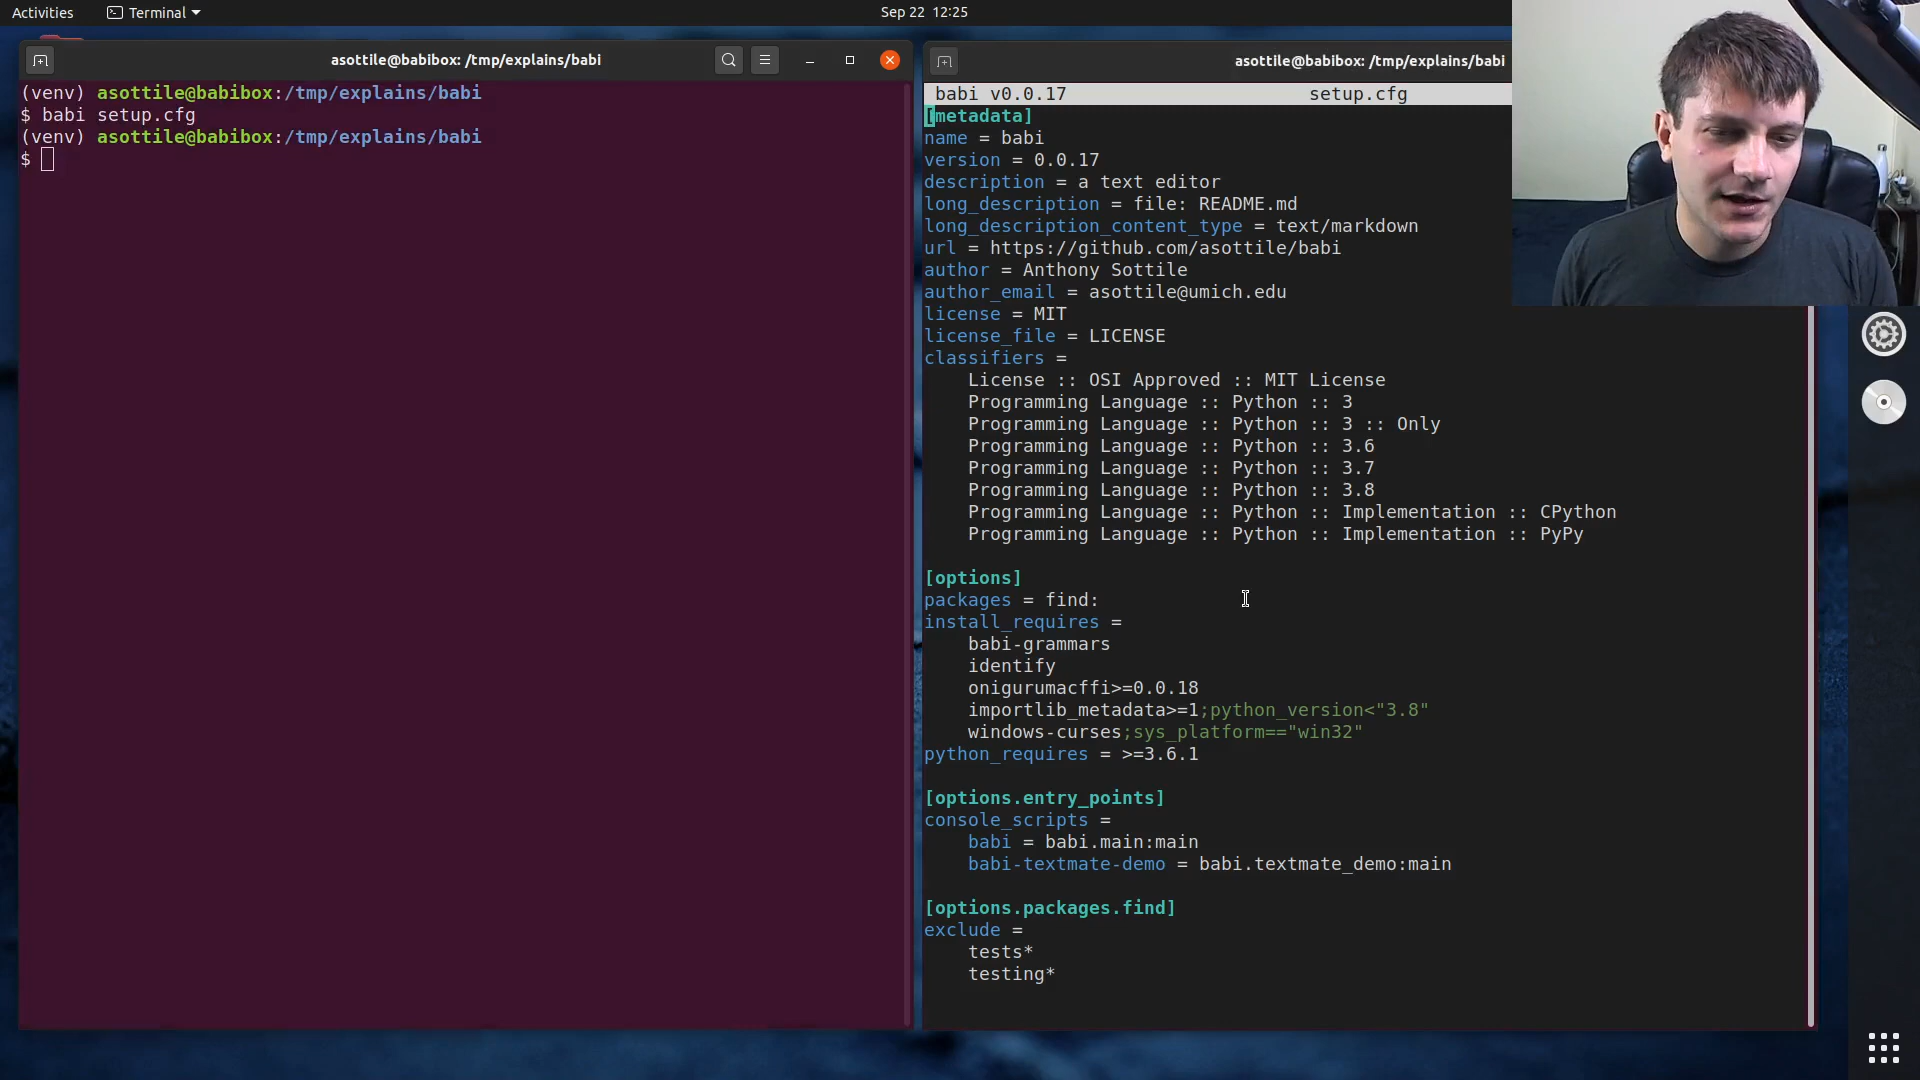 Activities
Terminal
Sep 22 12:25
asottile@babibox: /tmp/explains/babi
(venv) asottile@babibox:/tmp/explains/babi
$ babi setup.cfg
(venv) asottile@babibox:/tmp/explains/babi
$
asottile@babibox: /tmp/explains/babi
babi v0.0.17 setup.cfg
[metadata]
name = babi
version = 0.0.17
description = a text editor
long_description = file: README.md
long_description_content_type = text/markdown
url = https://github.com/asottile/babi
author = Anthony Sottile
author_email = asottile@umich.edu
license = MIT
license_file = LICENSE
classifiers =
    License :: OSI Approved :: MIT License
    Programming Language :: Python :: 3
    Programming Language :: Python :: 3 :: Only
    Programming Language :: Python :: 3.6
    Programming Language :: Python :: 3.7
    Programming Language :: Python :: 3.8
    Programming Language :: Python :: Implementation :: CPython
    Programming Language :: Python :: Implementation :: PyPy

[options]
packages = find:
install_requires =
    babi-grammars
    identify
    onigurumacffi>=0.0.18
    importlib_metadata>=1;python_version<"3.8"
    windows-curses;sys_platform=="win32"
python_requires = >=3.6.1

[options.entry_points]
console_scripts =
    babi = babi.main:main
    babi-textmate-demo = babi.textmate_demo:main

[options.packages.find]
exclude =
    tests*
    testing*